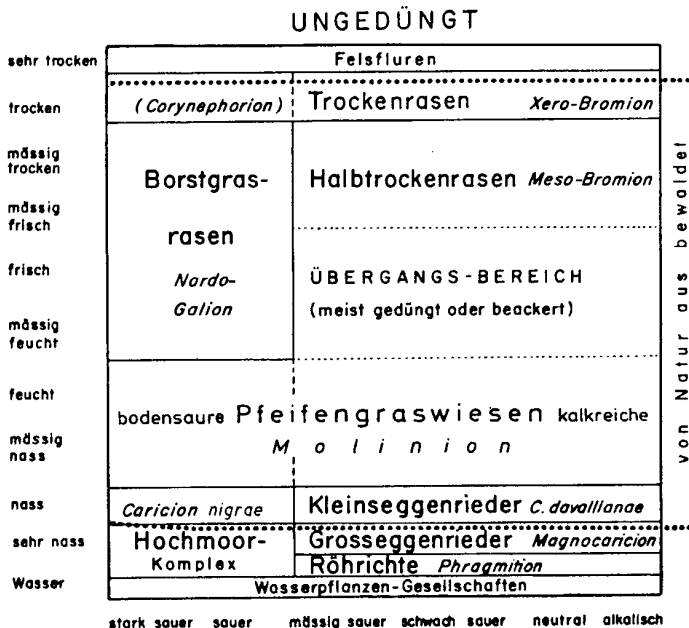 UNGEDÜNGT
sehr trocken
Felsfluren
trocken
(Corynephorion)
Trockenrasen Xero-Bromion
mässig
trocken
Borstgras-
rasen
Nardo-
Galion
Halbtrockenrasen Meso-Bromion
mässig
frisch
frisch
ÜBERGANGS-BEREICH
(meist gedüngt oder beackert)
mässig
feucht
feucht
bodensaure Pfeifengraswiesen kalkreiche
Molinion
mässig
nass
nass
Caricion nigrae
Kleinseggenrieder C. davallianae
sehr nass
Hochmoor-
Komplex
Grosseggenrieder Magnocaricion
Röhrichte Phragmition
Wasser
Wasserpflanzen-Gesellschaften
stark sauer sauer mässig sauer schwach sauer neutral alkalisch
von Natur aus bewaldet